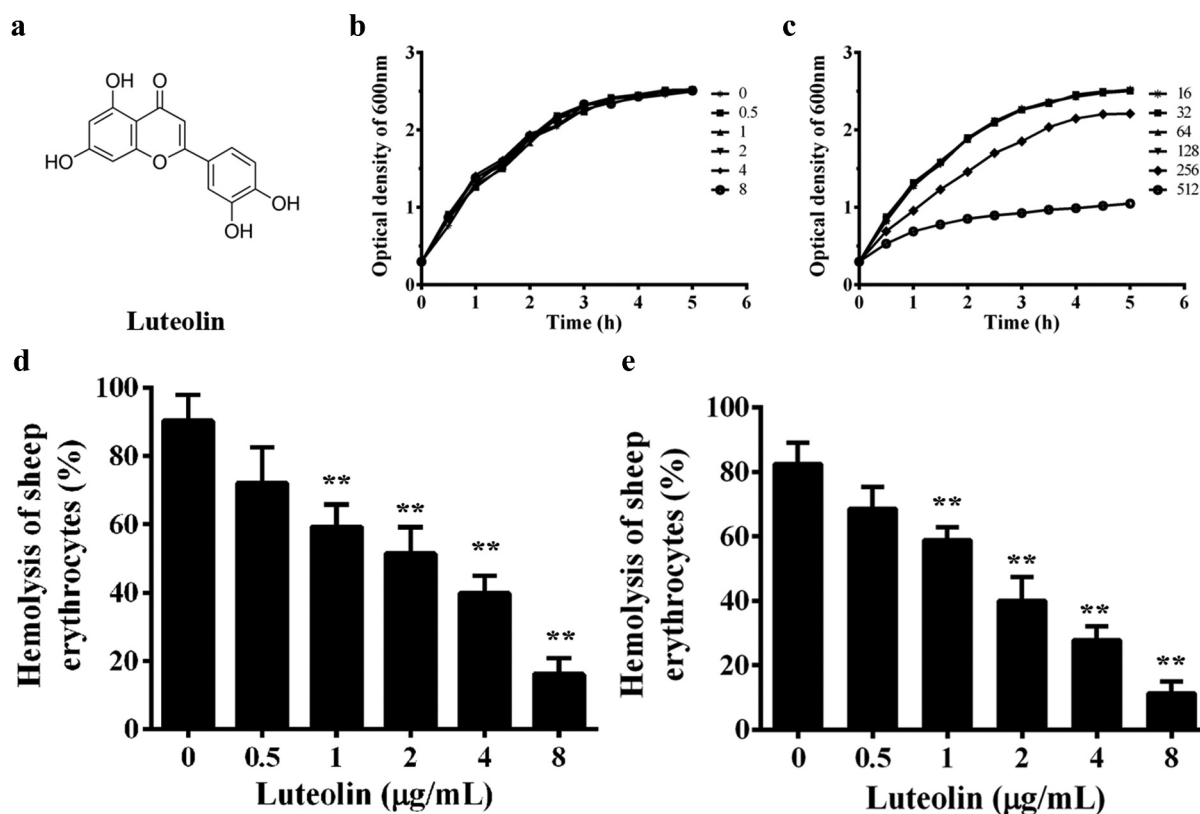 a
OH
O
HO
O
OH
OH
Luteolin
b
Optical density of 600nm
3
2
1
0
0 1 2 3 4 5 6
Time (h)
0
0.5
1
2
4
8
c
Optical density of 600nm
3
2
1
0
0 1 2 3 4 5 6
Time (h)
16
32
64
128
256
512
d
Hemolysis of sheep
erythrocytes (%)
100
80
60
40
20
0
**
**
**
**
0 0.5 1 2 4 8
Luteolin (μg/mL)
e
Hemolysis of sheep
erythrocytes (%)
100
80
60
40
20
0
**
**
**
**
0 0.5 1 2 4 8
Luteolin (μg/mL)